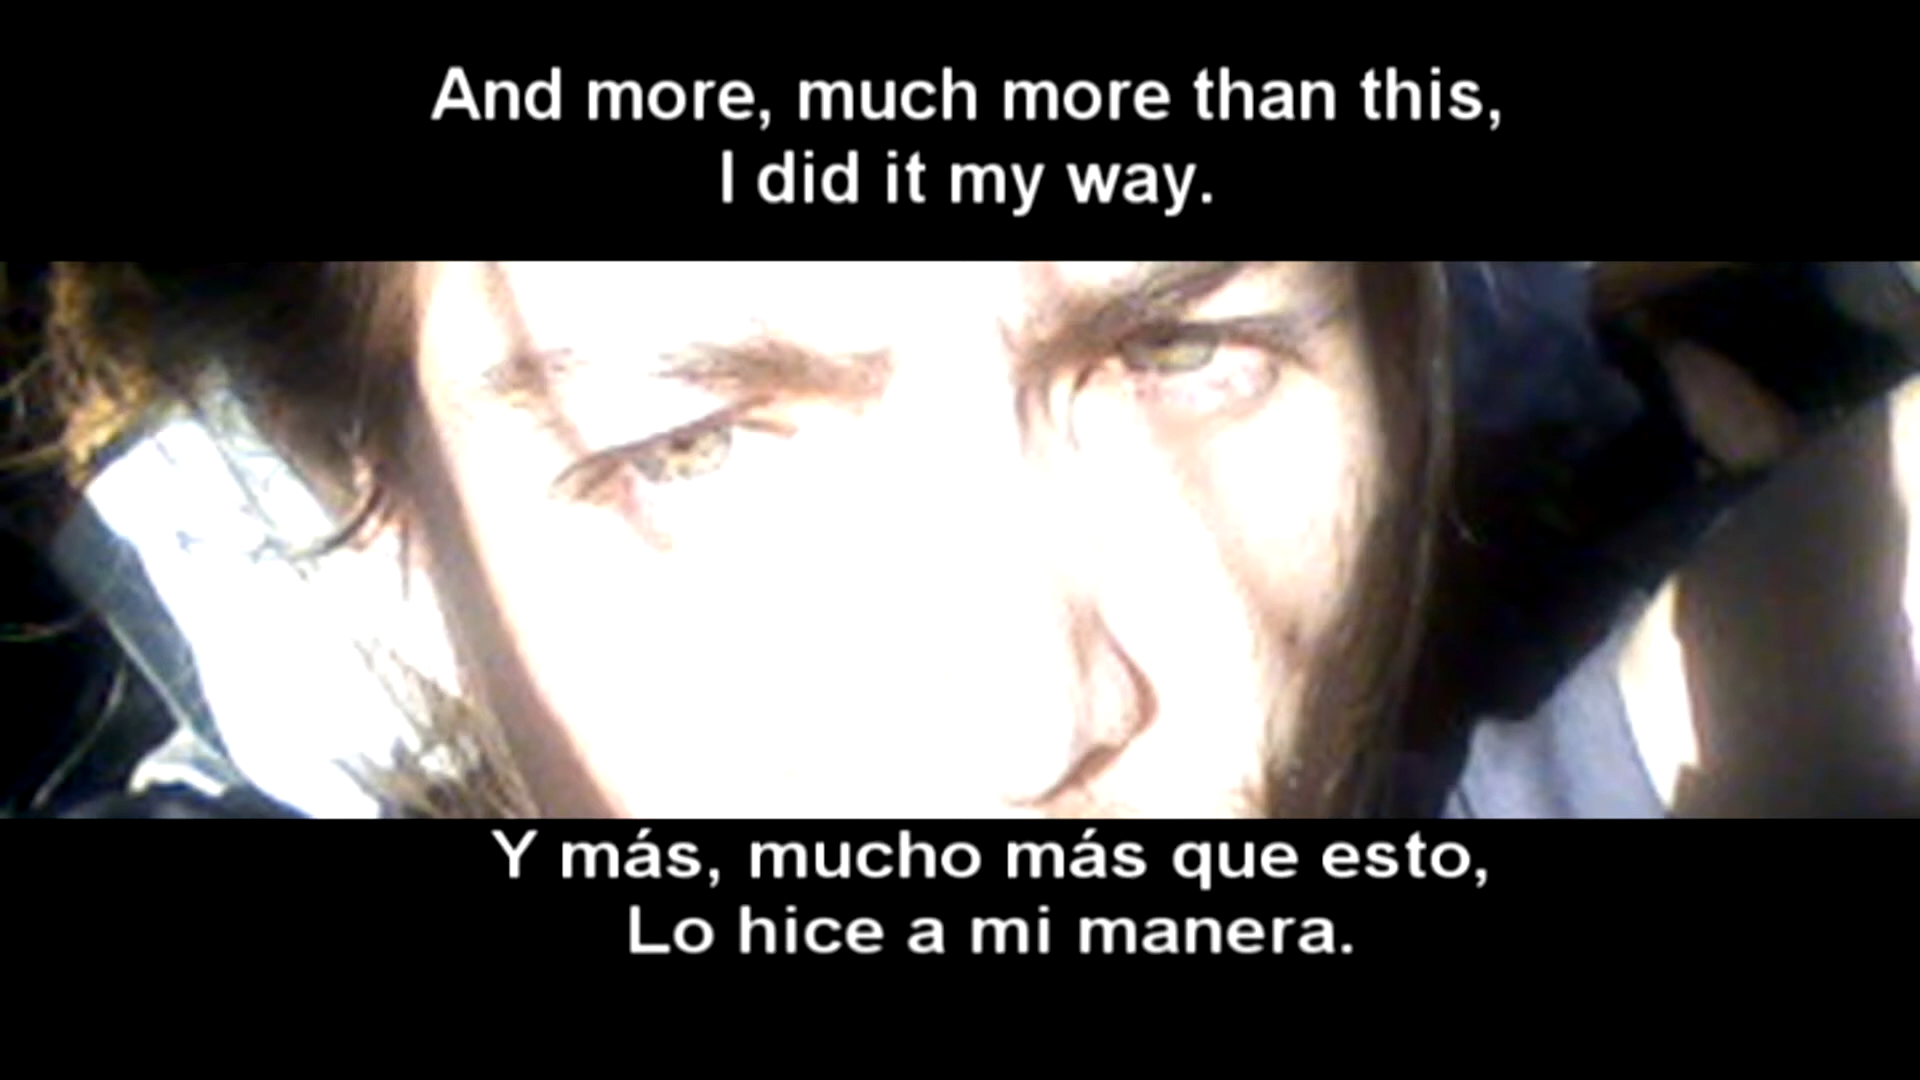 And more, much more than this,
I did it my way.
Y más, mucho más que esto,
Lo hice a mi manera.